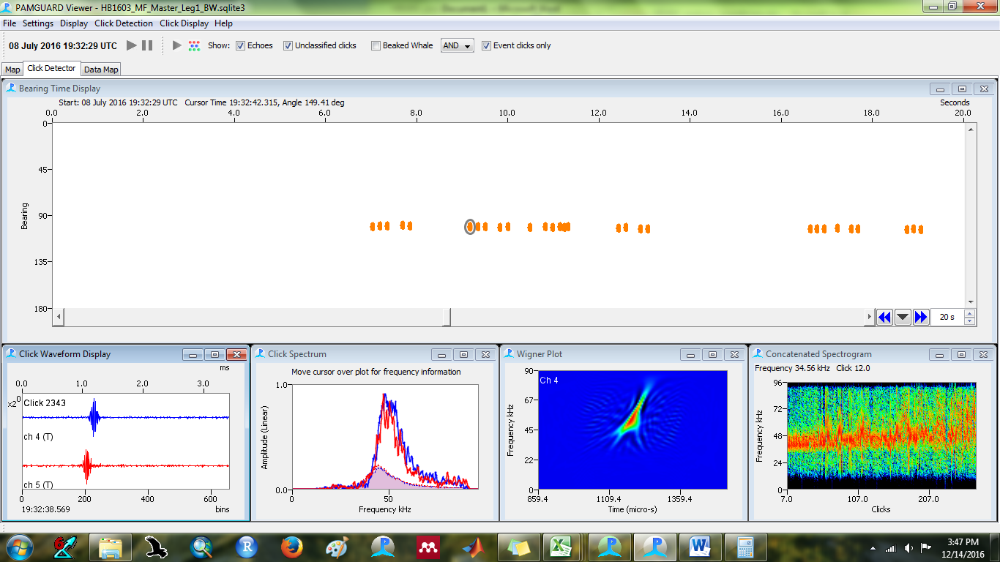 PAMGUARD Viewer - HB1603_MF_Master_Leg1_BW.sqlite3
File Settings Display Click Detection Click Display Help
08 July 2016 19:32:29 UTC Show: Echoes Unclassified clicks Beaked Whale AND Event clicks only
Map Click Detector Data Map
Bearing Time Display
Start: 08 July 2016 19:32:29 UTC Cursor Time 19:32:42.315, Angle 149.41 deg Seconds
0.0 2.0 4.0 6.0 8.0 10.0 12.0 14.0 16.0 18.0 20.0
0
45
90
135
180
Bearing
20 s
Click Waveform Display
ms
0.0 1.0 2.0 3.0
x2^0
Click 2343
ch 4 (T)
ch 5 (T)
0 200 400 600
19:32:38.569 bins
Click Spectrum
Move cursor over plot for frequency information
1.0
Amplitude (Linear)
0.0
0 50
Frequency kHz
Wigner Plot
90
Ch 4
67
45
22
0
Frequency kHz
859.4 1109.4 1359.4
Time (micro-s)
Concatenated Spectrogram
Frequency 34.56 kHz Click 12.0
96
72
48
24
0
Frequency kHz
7.0 107.0 207.0
Clicks
3:47 PM
12/14/2016